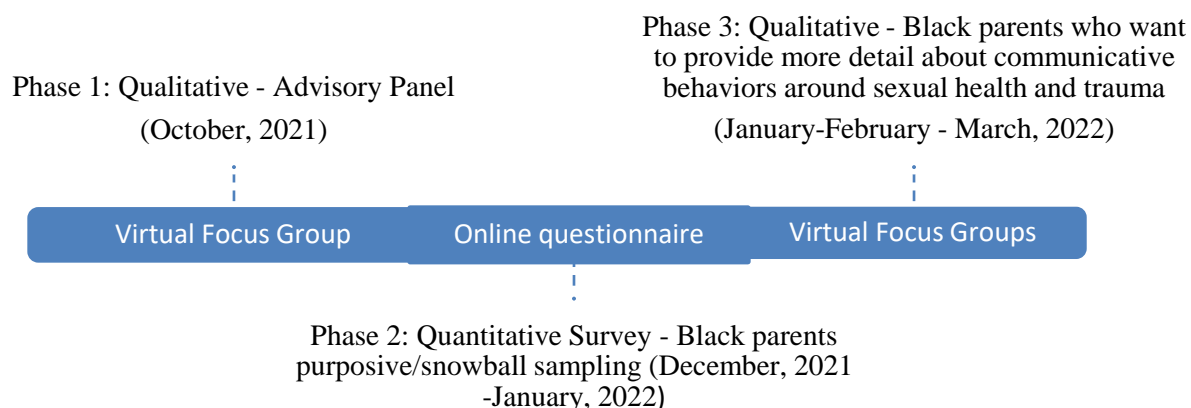 Phase 1: Qualitative - Advisory Panel
(October, 2021)
Phase 3: Qualitative - Black parents who want
to provide more detail about communicative
behaviors around sexual health and trauma
(January-February - March, 2022)
Virtual Focus Group
Online questionnaire
Virtual Focus Groups
Phase 2: Quantitative Survey - Black parents
purposive/snowball sampling (December, 2021
-January, 2022)